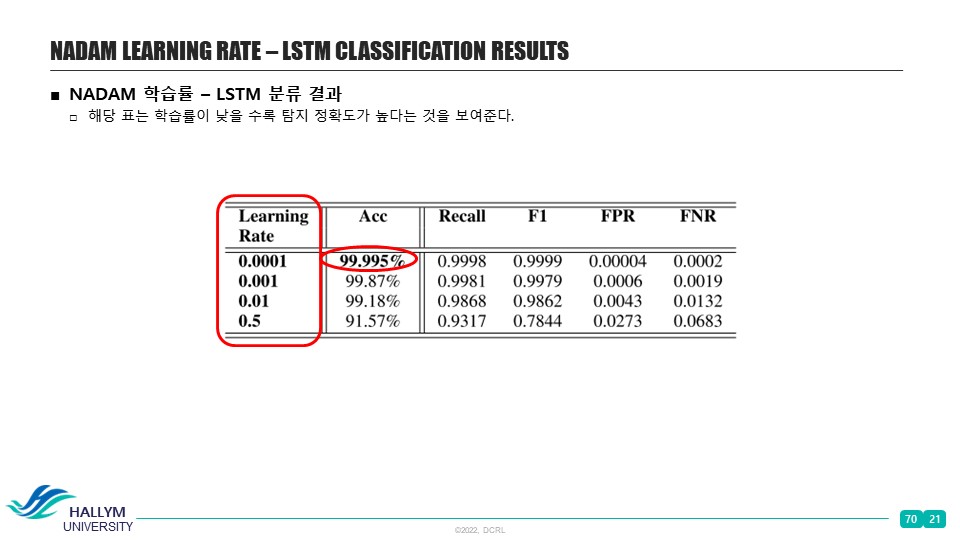 NADAM LEARNING RATE – LSTM CLASSIFICATION RESULTS
■ NADAM 학습률 – LSTM 분류 결과
□ 해당 표는 학습률이 낮을 수록 탐지 정확도가 높다는 것을 보여준다.
Learning Rate Acc Recall F1 FPR FNR
0.0001 99.995% 0.9998 0.9999 0.00004 0.0002
0.001 99.87% 0.9981 0.9979 0.0006 0.0019
0.01 99.18% 0.9868 0.9862 0.0043 0.0132
0.5 91.57% 0.9317 0.7844 0.0273 0.0683
HALLYM
UNIVERSITY
©2022, DCRL
70 21